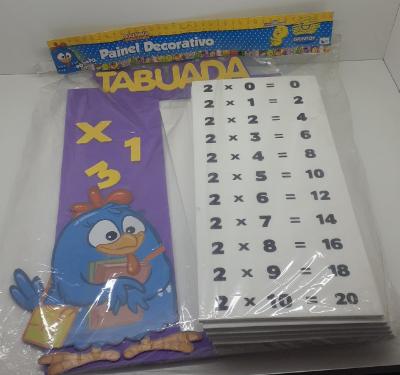 Painel Decorativo
TABUADA
X
1
3
2 x 0 = 0
2 x 1 = 2
2 x 2 = 4
2 x 3 = 6
2 x 4 = 8
2 x 5 = 10
2 x 6 = 12
2 x 7 = 14
2 x 8 = 16
2 x 9 = 18
2 x 10 = 20